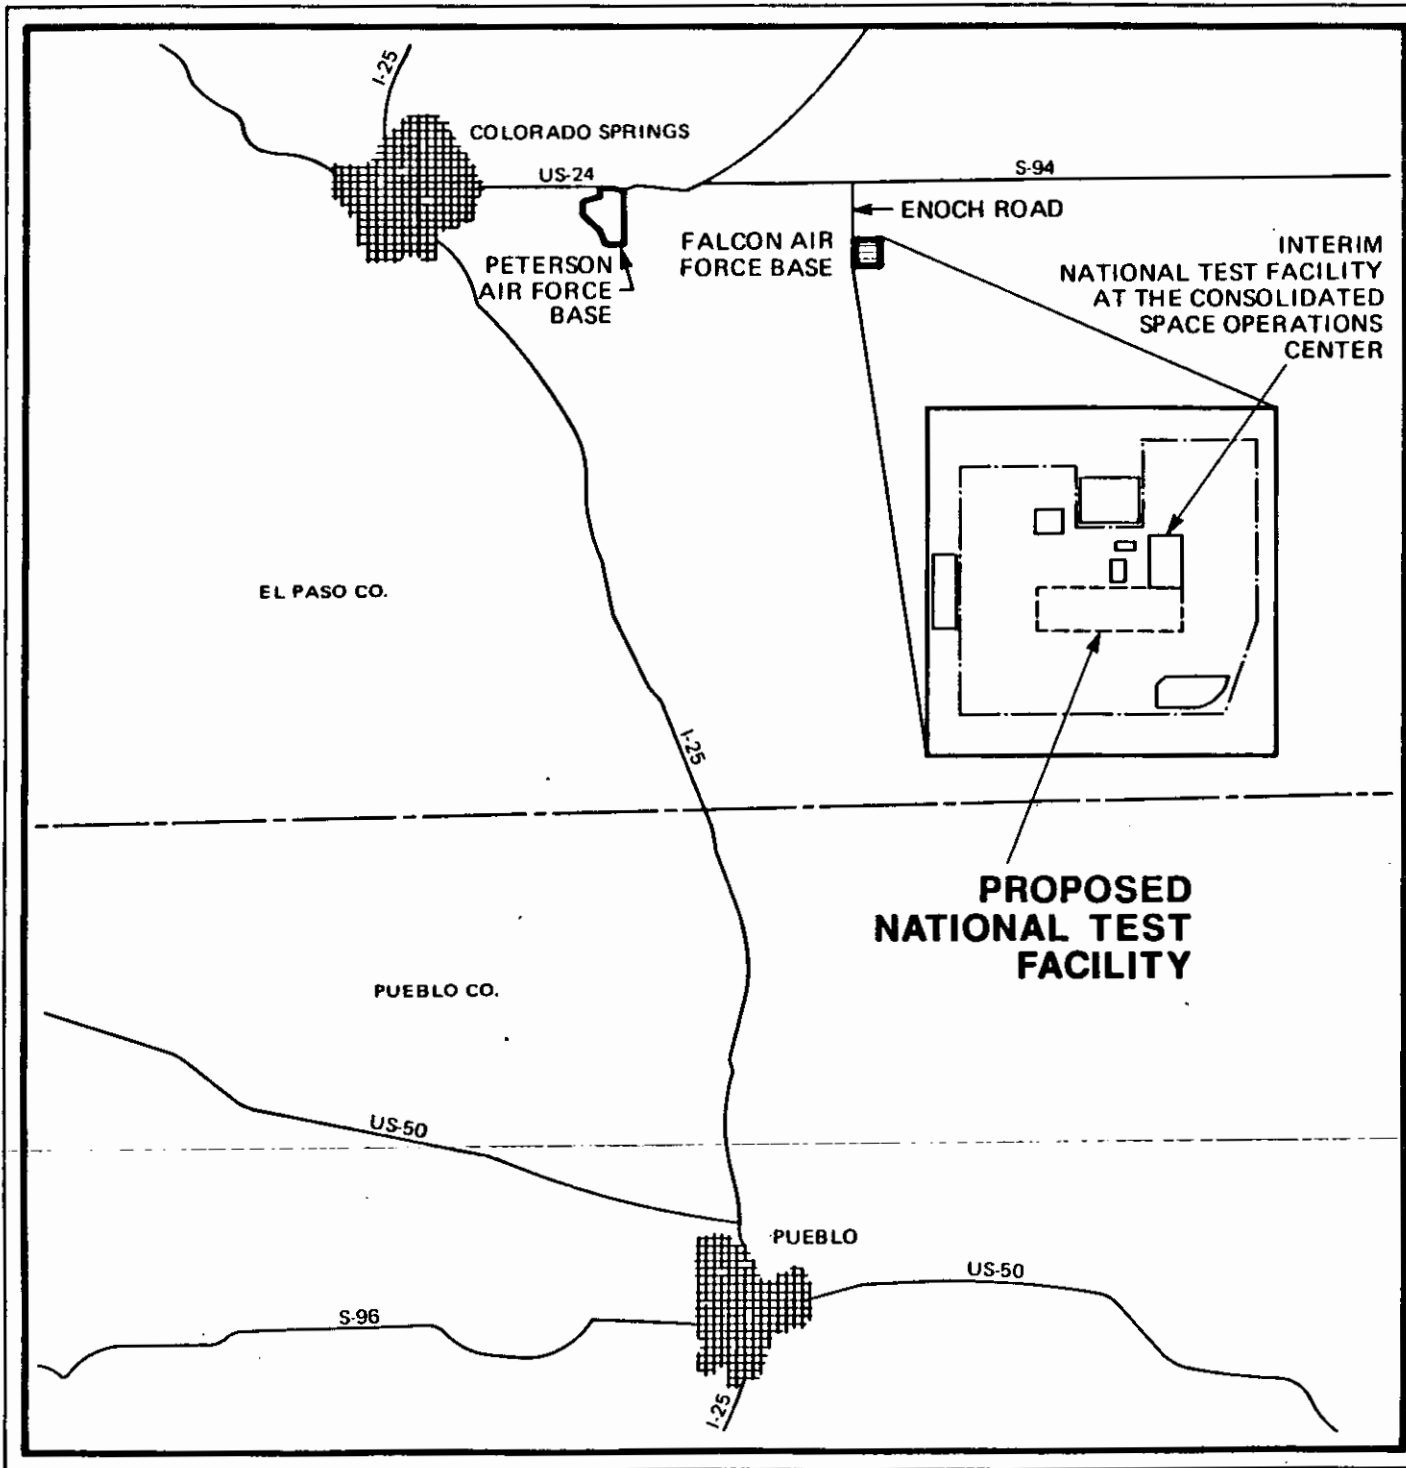 I-25
COLORADO SPRINGS
US-24
S-94
ENOCH ROAD
PETERSON
AIR FORCE
BASE
FALCON AIR
FORCE BASE
INTERIM
NATIONAL TEST FACILITY
AT THE CONSOLIDATED
SPACE OPERATIONS
CENTER
EL PASO CO.
I-25
PROPOSED
NATIONAL TEST
FACILITY
PUEBLO CO.
US-50
PUEBLO
US-50
S-96
I-25